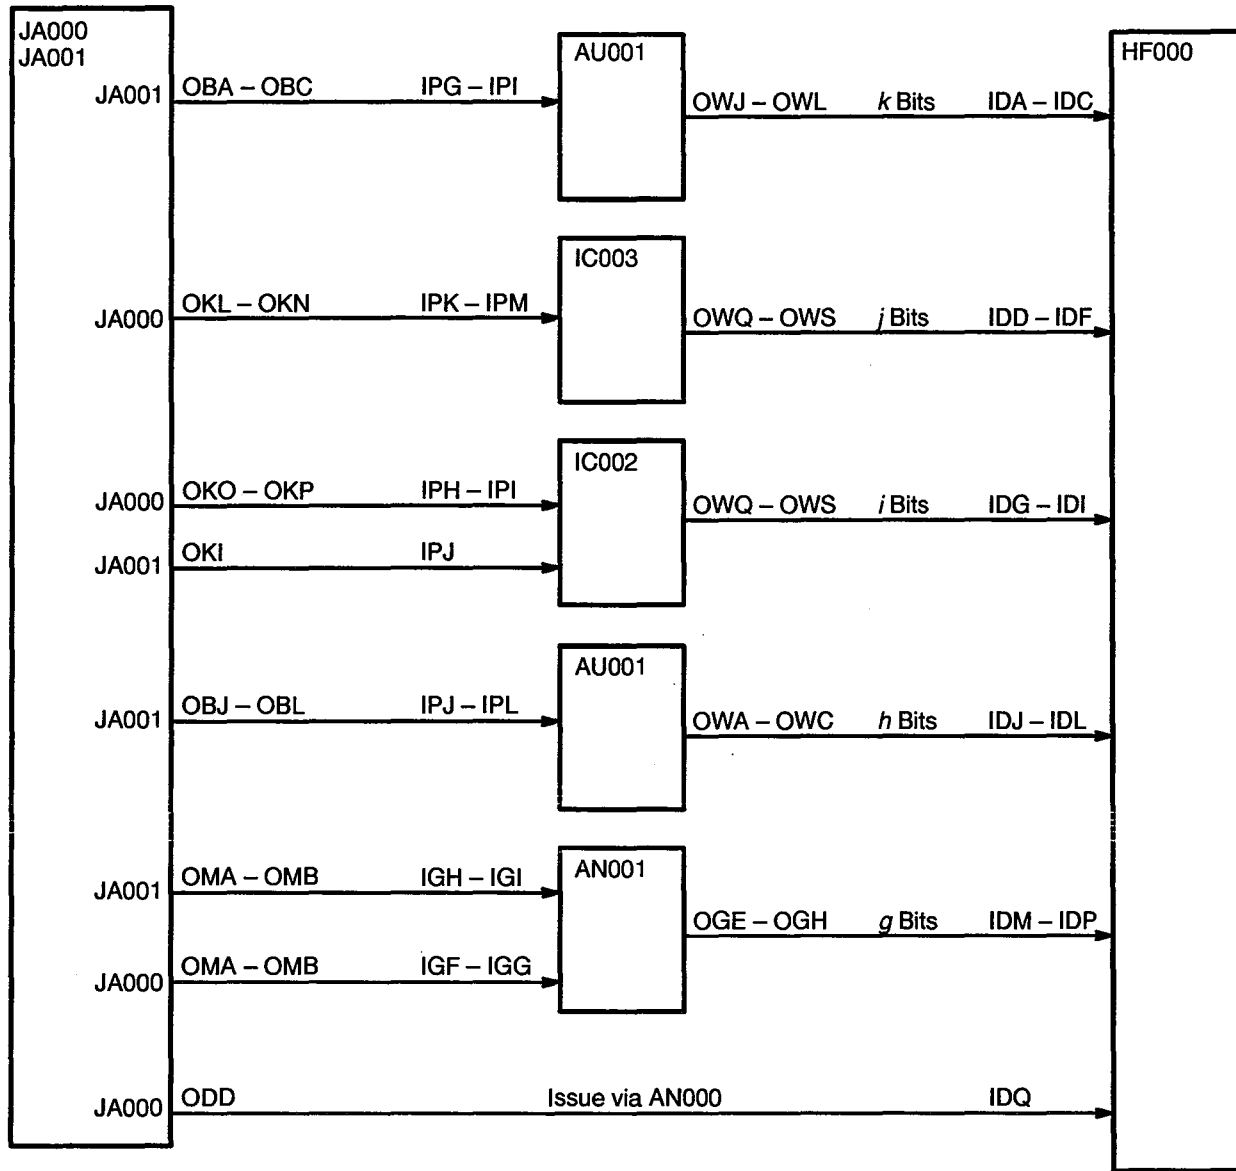 JA000
JA001
AU001
HF000
JA001 OBA – OBC IPG – IPI
OWJ – OWL k Bits IDA – IDC
IC003
JA000 OKL – OKN IPK – IPM
OWQ – OWS j Bits IDD – IDF
IC002
JA000 OKO – OKP IPH – IPI
OWQ – OWS i Bits IDG – IDI
JA001 OKI IPJ
AU001
JA001 OBJ – OBL IPJ – IPL
OWA – OWC h Bits IDJ – IDL
AN001
JA001 OMA – OMB IGH – IGI
OGE – OGH g Bits IDM – IDP
JA000 OMA – OMB IGF – IGG
JA000 ODD Issue via AN000 IDQ